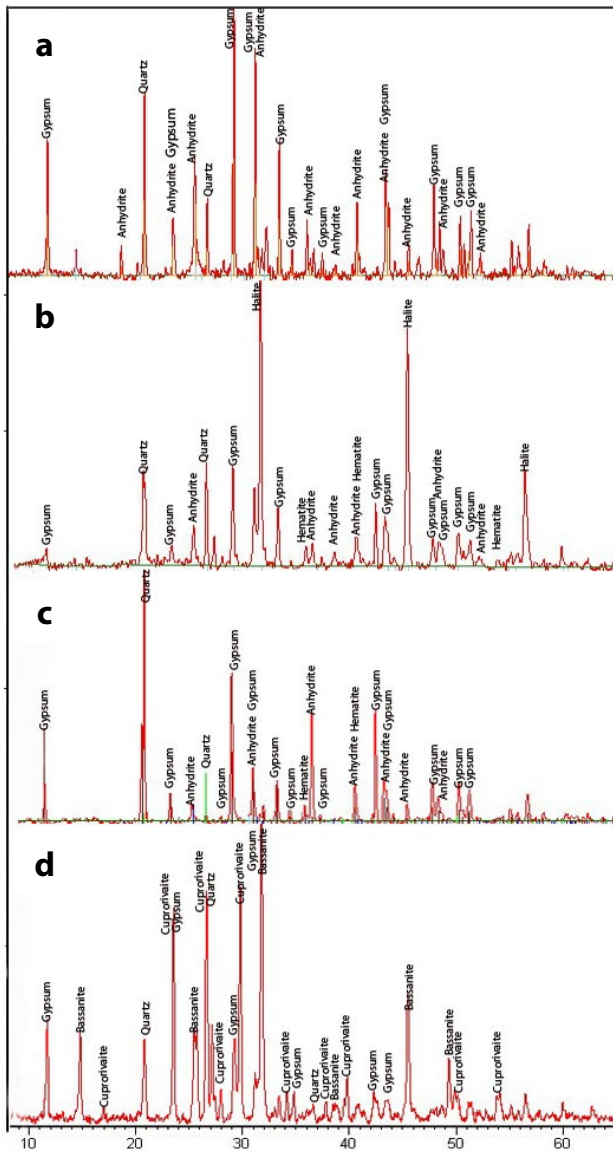 a
Gypsum
Anhydrite
Quartz
Anhydrite
Gypsum
Anhydrite
Quartz
Gypsum
Gypsum
Anhydrite
Gypsum
Gypsum
Anhydrite
Gypsum
Anhydrite
Anhydrite
Anhydrite
Gypsum
Anhydrite
Gypsum
Anhydrite
Gypsum
Gypsum
Anhydrite
b
Gypsum
Quartz
Gypsum
Anhydrite
Quartz
Gypsum
Halite
Gypsum
Hematite
Anhydrite
Anhydrite
Anhydrite Hematite
Gypsum
Gypsum
Halite
Gypsum
Anhydrite
Gypsum
Gypsum
Gypsum
Anhydrite
Hematite
Halite
c
Gypsum
Quartz
Gypsum
Anhydrite
Quartz
Gypsum
Gypsum
Anhydrite Gypsum
Gypsum
Gypsum
Hematite
Anhydrite
Gypsum
Anhydrite Hematite
Gypsum
Anhydrite Gypsum
Anhydrite
Gypsum
Anhydrite
Gypsum
Gypsum
d
Gypsum
Bassanite
Cuprorivaite
Quartz
Cuprorivaite
Gypsum
Bassanite
Cuprorivaite
Quartz
Cuprorivaite
Gypsum
Cuprorivaite
Gypsum
Bassanite
Cuprorivaite
Gypsum
Quartz
Cuprorivaite
Bassanite
Cuprorivaite
Gypsum
Gypsum
Bassanite
Bassanite
Cuprorivaite
Cuprorivaite
10 20 30 40 50 60